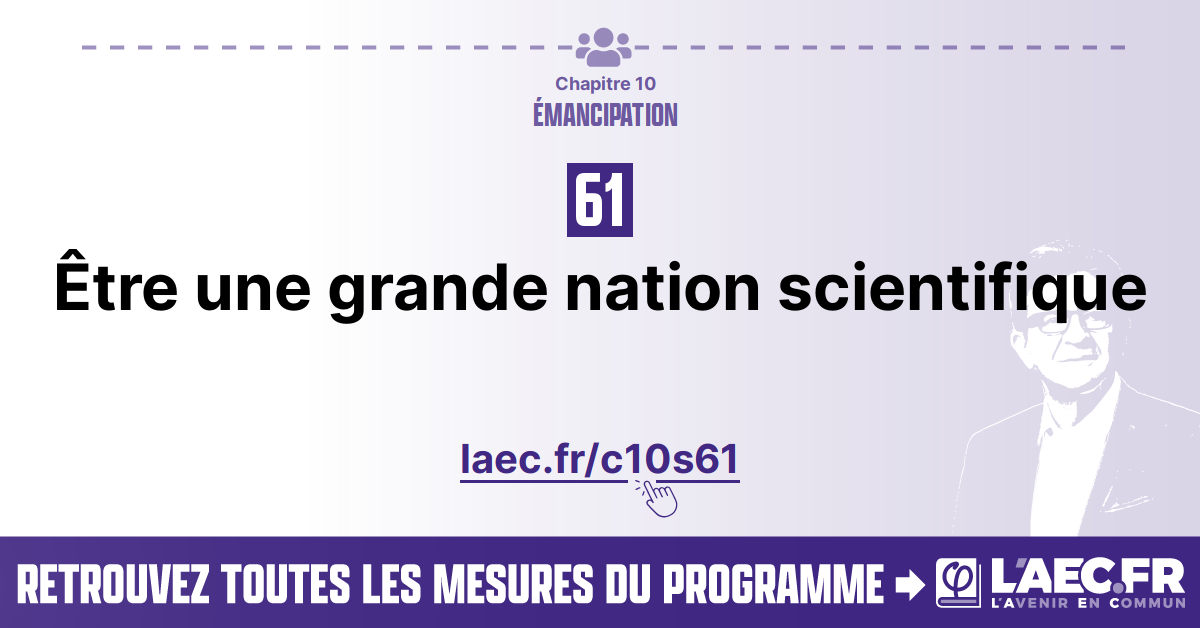 Chapitre 10
ÉMANCIPATION
61
Être une grande nation scientifique
laec.fr/c10s61
RETROUVEZ TOUTES LES MESURES DU PROGRAMME
φ L'AEC.FR
L'AVENIR EN COMMUN